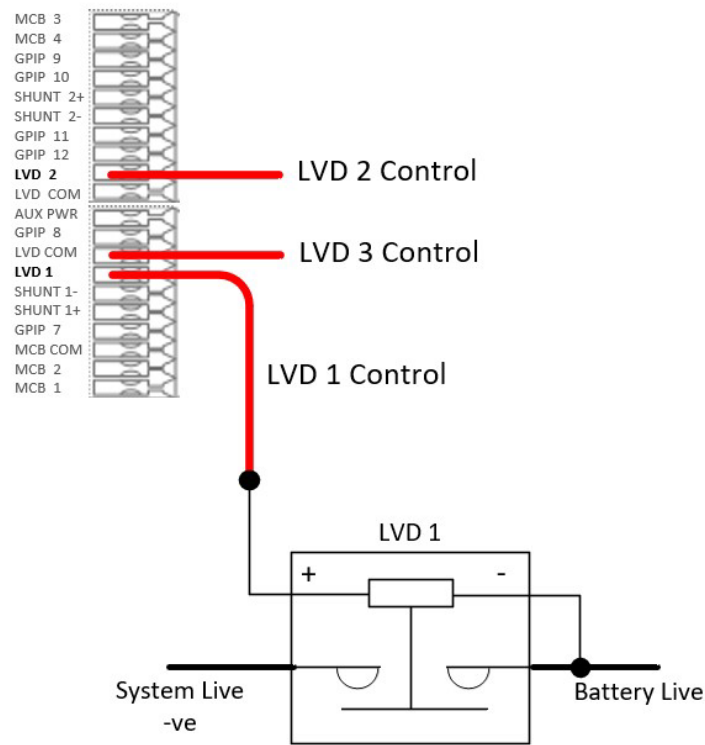 MCB 3
MCB 4
GPIP 9
GPIP 10
SHUNT 2+
SHUNT 2-
GPIP 11
GPIP 12
LVD 2
LVD COM
AUX PWR
GPIP 8
LVD COM
LVD 1
SHUNT 1-
SHUNT 1+
GPIP 7
MCB COM
MCB 2
MCB 1
LVD 2 Control
LVD 3 Control
LVD 1 Control
LVD 1
+ -
System Live
-ve
Battery Live